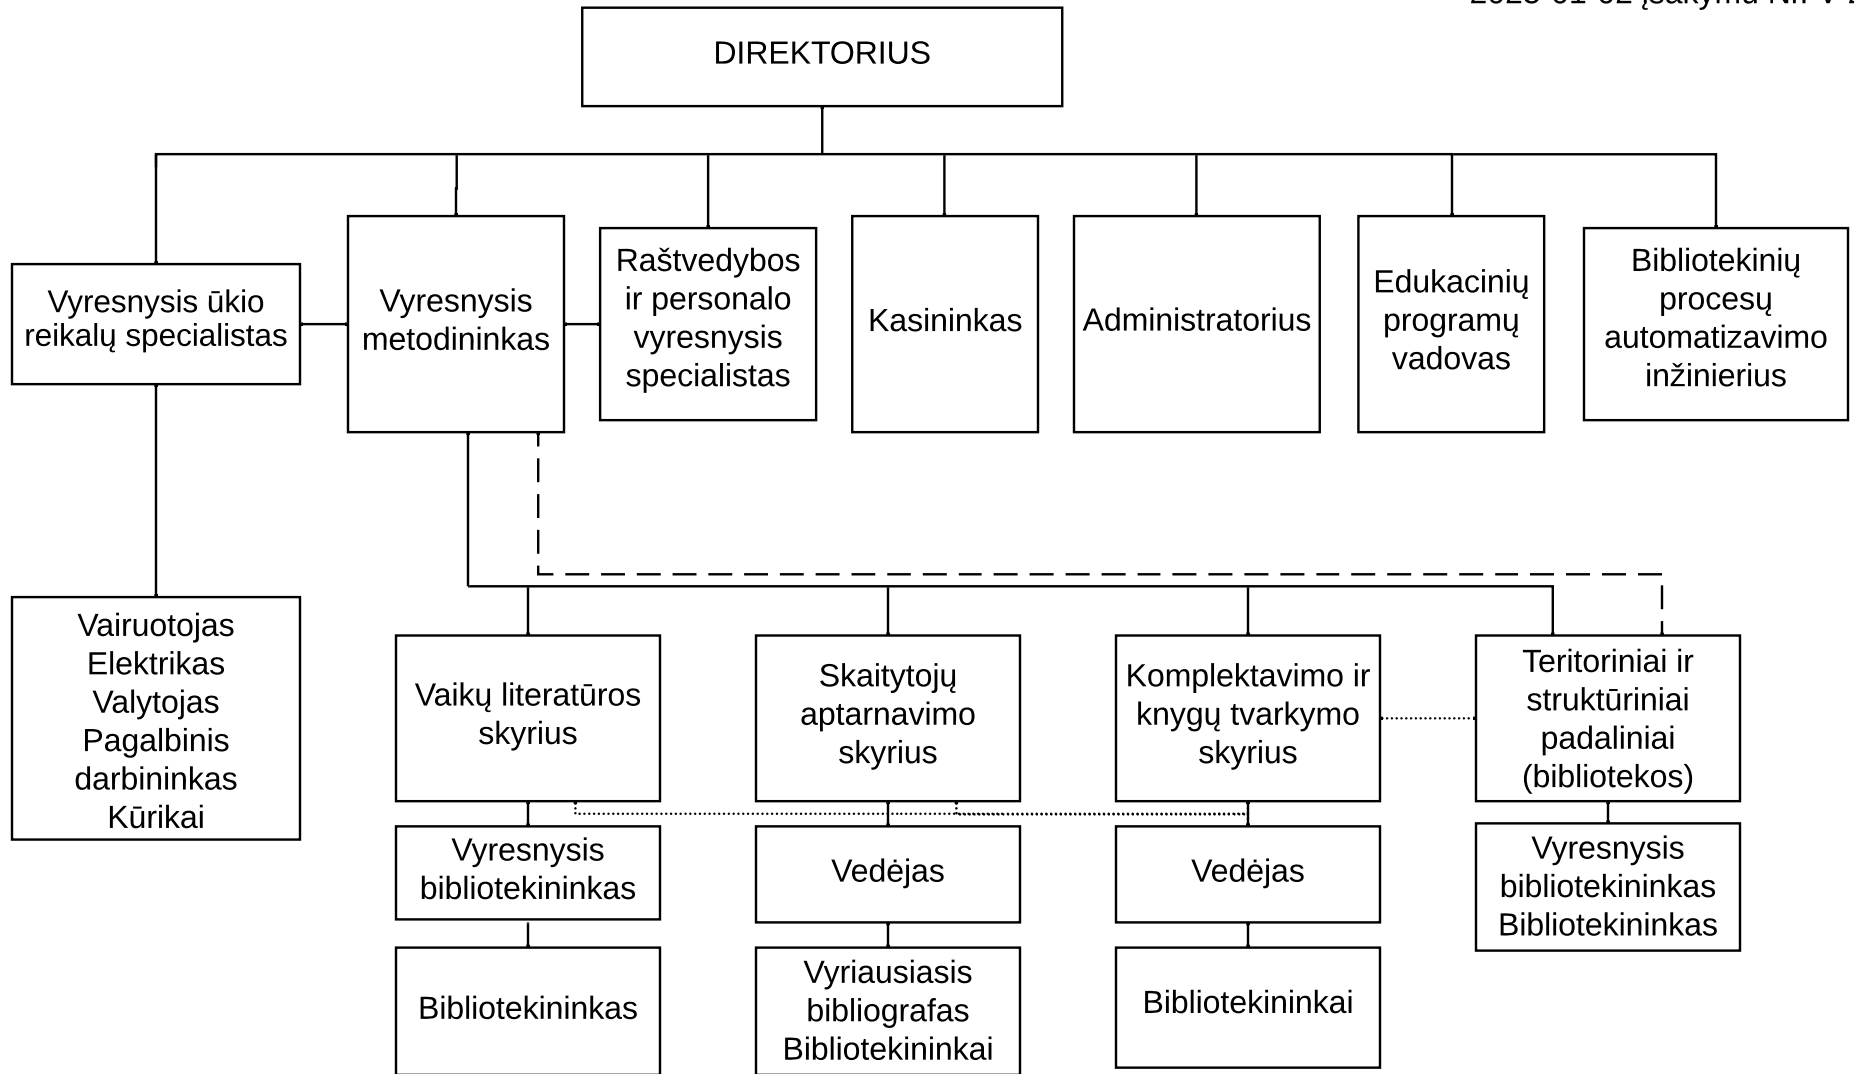 DIREKTORIUS
Vyresnysis ūkio
reikalų specialistas
Vyresnysis
metodininkas
Raštvedybos
ir personalo
vyresnysis
specialistas
Kasininkas
Administratorius
Edukacinių
programų
vadovas
Bibliotekinių
procesų
automatizavimo
inžinierius
Vairuotojas
Elektrikas
Valytojas
Pagalbinis
darbininkas
Kūrikai
Vaikų literatūros
skyrius
Skaitytojų
aptarnavimo
skyrius
Komplektavimo ir
knygų tvarkymo
skyrius
Teritoriniai ir
struktūriniai
padaliniai
(bibliotekos)
Vyresnysis
bibliotekininkas
Vedėjas
Vedėjas
Vyresnysis
bibliotekininkas
Bibliotekininkas
Bibliotekininkas
Vyriausiasis
bibliografas
Bibliotekininkai
Bibliotekininkai